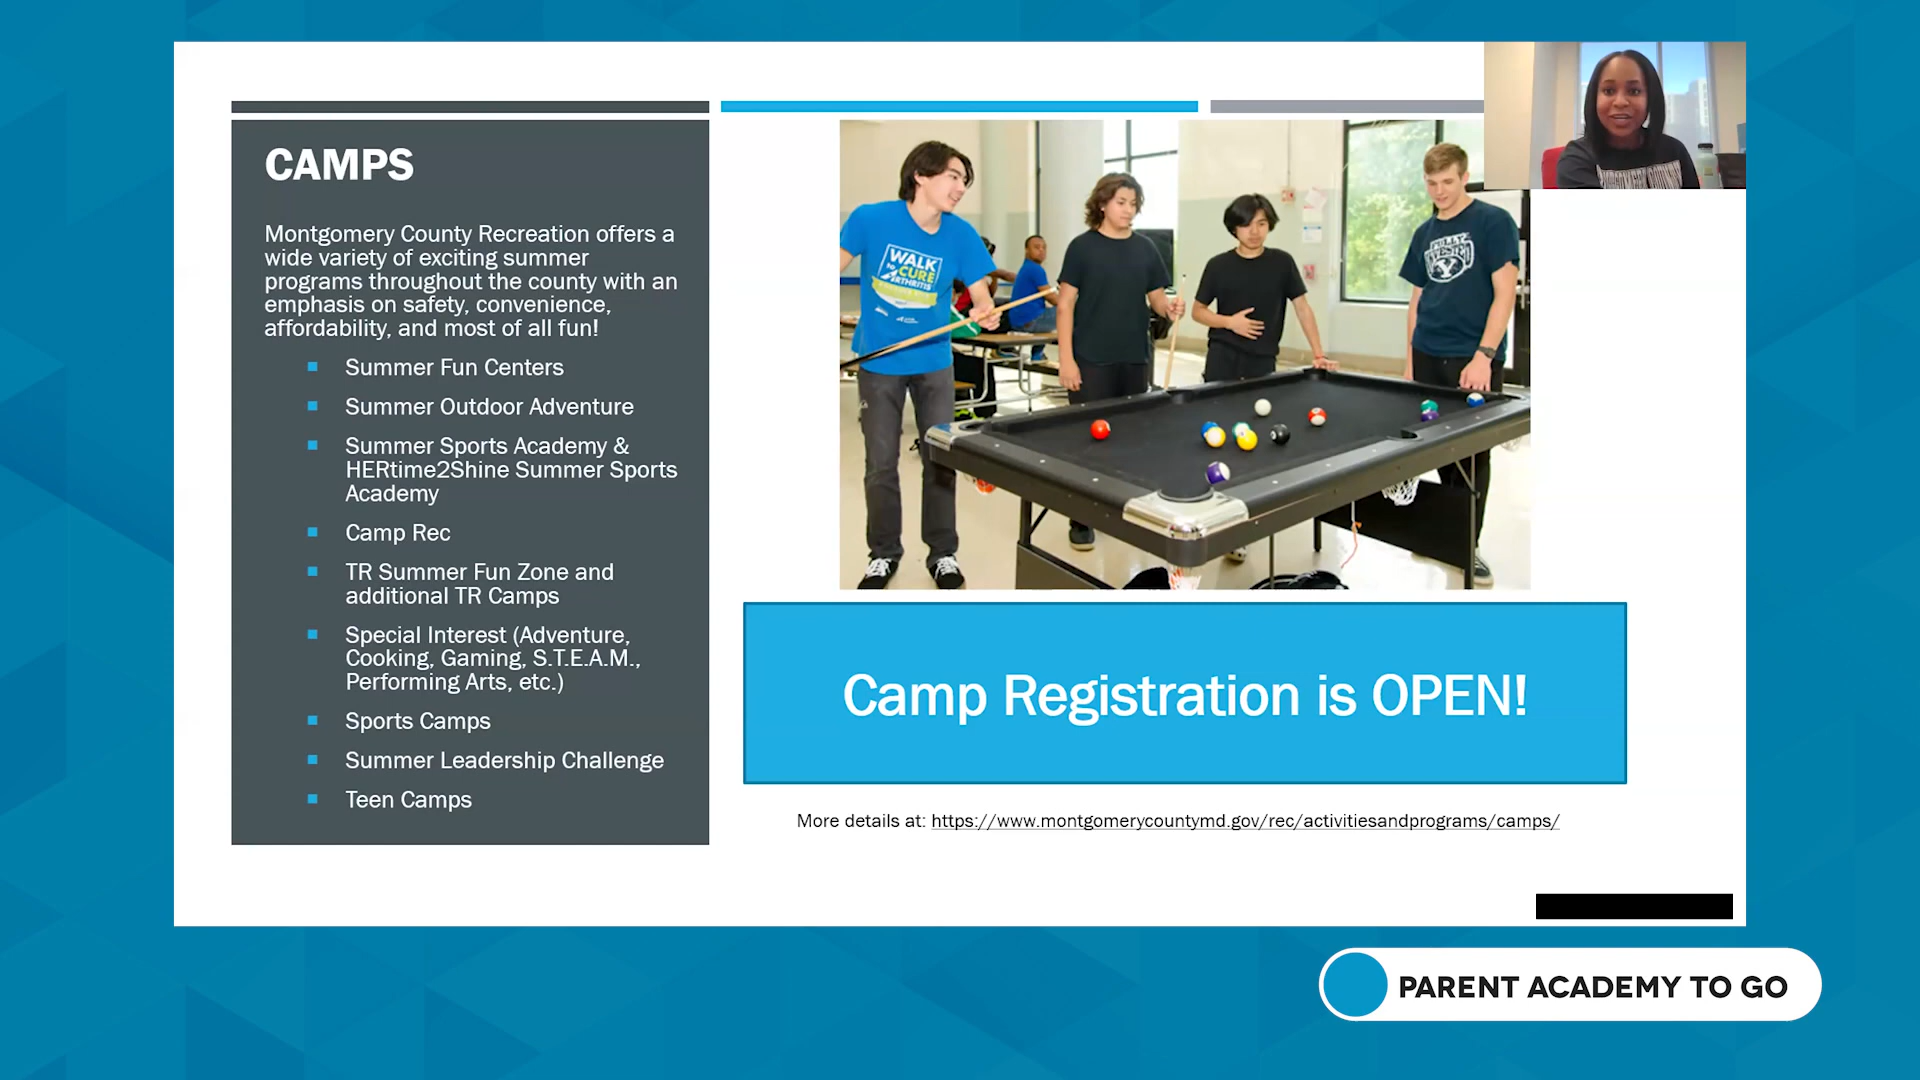 CAMPS
Montgomery County Recreation offers a
wide variety of exciting summer
programs throughout the county with an
emphasis on safety, convenience,
affordability, and most of all fun!
Summer Fun Centers
Summer Outdoor Adventure
Summer Sports Academy &
HERtime2Shine Summer Sports
Academy
Camp Rec
TR Summer Fun Zone and
additional TR Camps
Special Interest (Adventure,
Cooking, Gaming, S.T.E.A.M.,
Performing Arts, etc.)
Sports Camps
Summer Leadership Challenge
Teen Camps
WALK
TO CURE
ARTHRITIS
Y
Camp Registration is OPEN!
More details at: https://www.montgomerycountymd.gov/rec/activitiesandprograms/camps/
PARENT ACADEMY TO GO